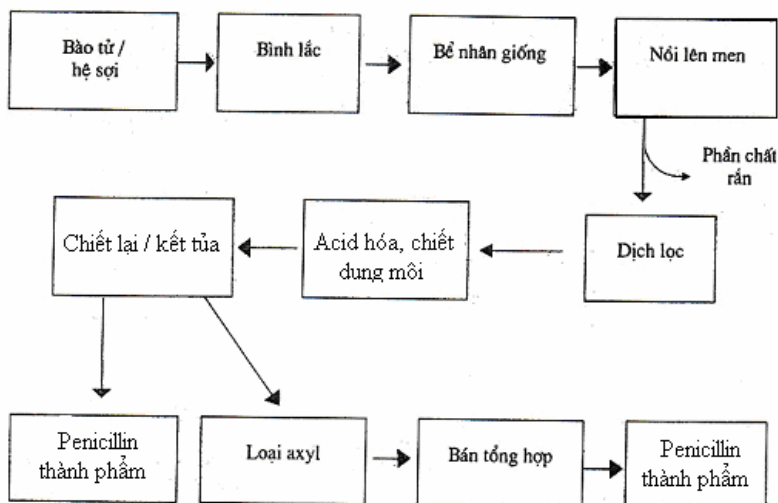 Bào tử /
hệ sợi
Bình lắc
Bể nhân giống
Nồi lên men
Phần chất
rắn
Chiết lại / kết tủa
Acid hóa, chiết
dung môi
Dịch lọc
Penicillin
thành phẩm
Loại axyl
Bán tổng hợp
Penicillin
thành phẩm